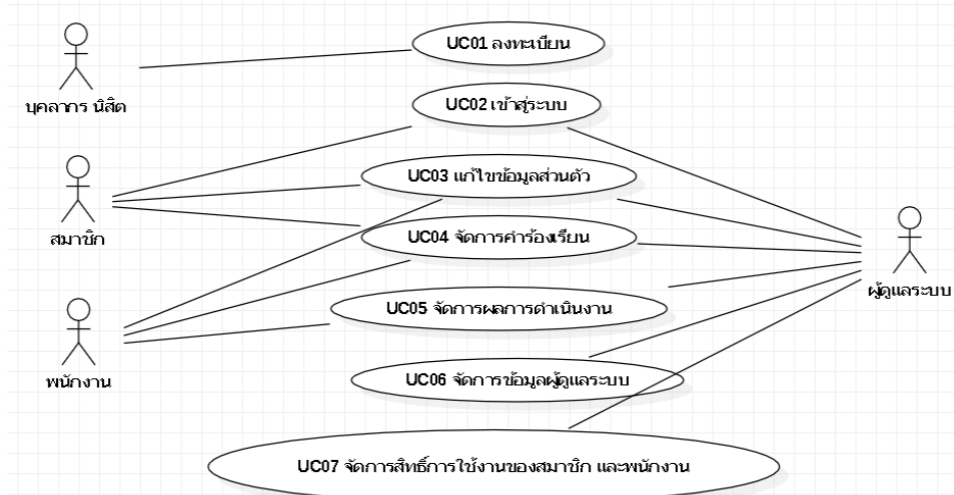 บุคลากร นิสิต
UC01 ลงทะเบียน
UC02 เข้าสู่ระบบ
สมาชิก
UC03 แก้ไขข้อมูลส่วนตัว
UC04 จัดการคำร้องเรียน
ผู้ดูแลระบบ
พนักงาน
UC05 จัดการผลการดำเนินงาน
UC06 จัดการข้อมูลผู้ดูแลระบบ
UC07 จัดการสิทธิ์การใช้งานของสมาชิก และพนักงาน